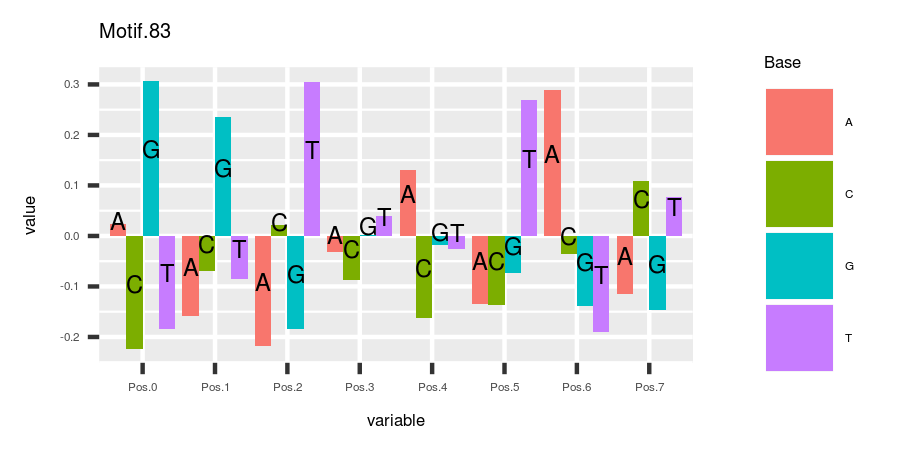 Motif.83
Base
0.3
0.2
0.1
0.0
-0.1
-0.2
value
A C G T A C G T A C G T A C G T A C G T A C G T A C G T A C G T
Pos.0 Pos.1 Pos.2 Pos.3 Pos.4 Pos.5 Pos.6 Pos.7
variable
A
C
G
T